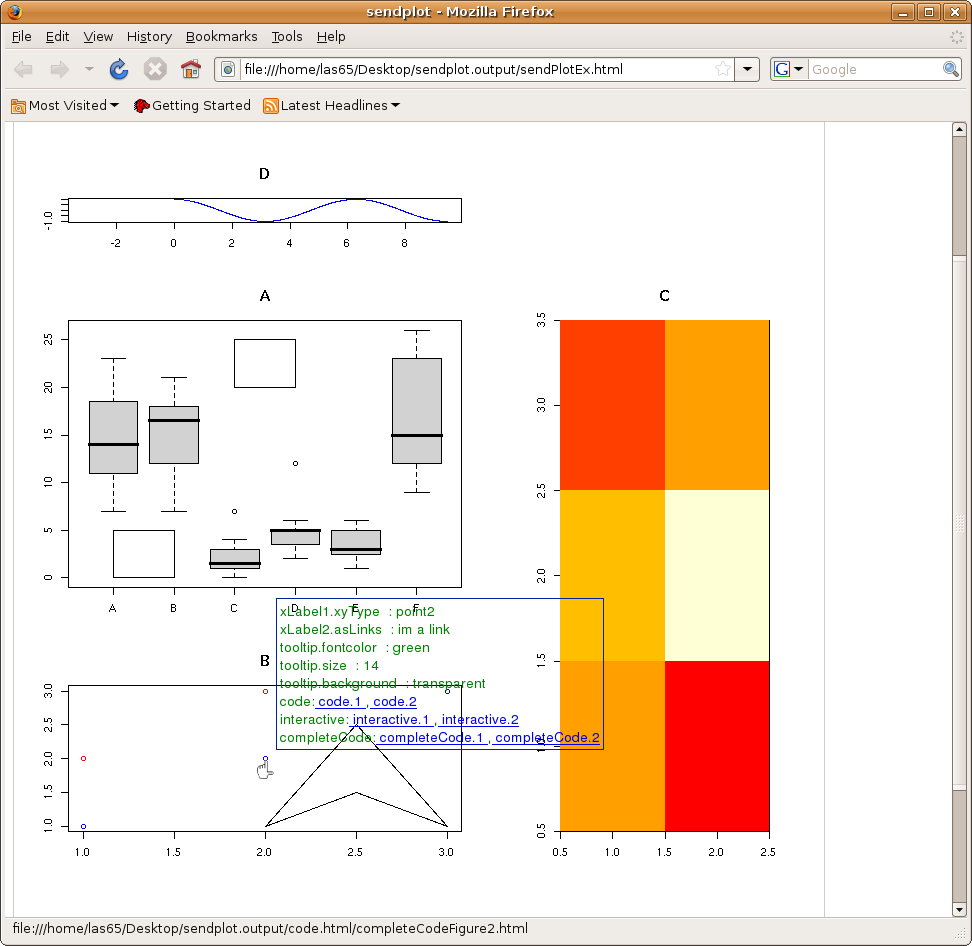 sendplot - Mozilla Firefox
File Edit View History Bookmarks Tools Help
file:///home/las65/Desktop/sendplot.output/sendPlotEx.html
G Google
Most Visited Getting Started Latest Headlines
D
-1.0
-2 0 2 4 6 8
A
25
20
15
10
5
0
A B C D E F
C
3.5
3.0
2.5
2.0
1.5
1.0
0.5
0.5 1.0 1.5 2.0 2.5
xLabel1.xyType : point2
xLabel2.asLinks : im a link
tooltip.fontcolor : green
tooltip.size : 14
tooltip.background : transparent
code: code.1 , code.2
interactive: interactive.1 , interactive.2
completeCode: completeCode.1 , completeCode.2
B
3.0
2.5
2.0
1.5
1.0
1.0 1.5 2.0 2.5 3.0
file:///home/las65/Desktop/sendplot.output/code.html/completeCodeFigure2.html